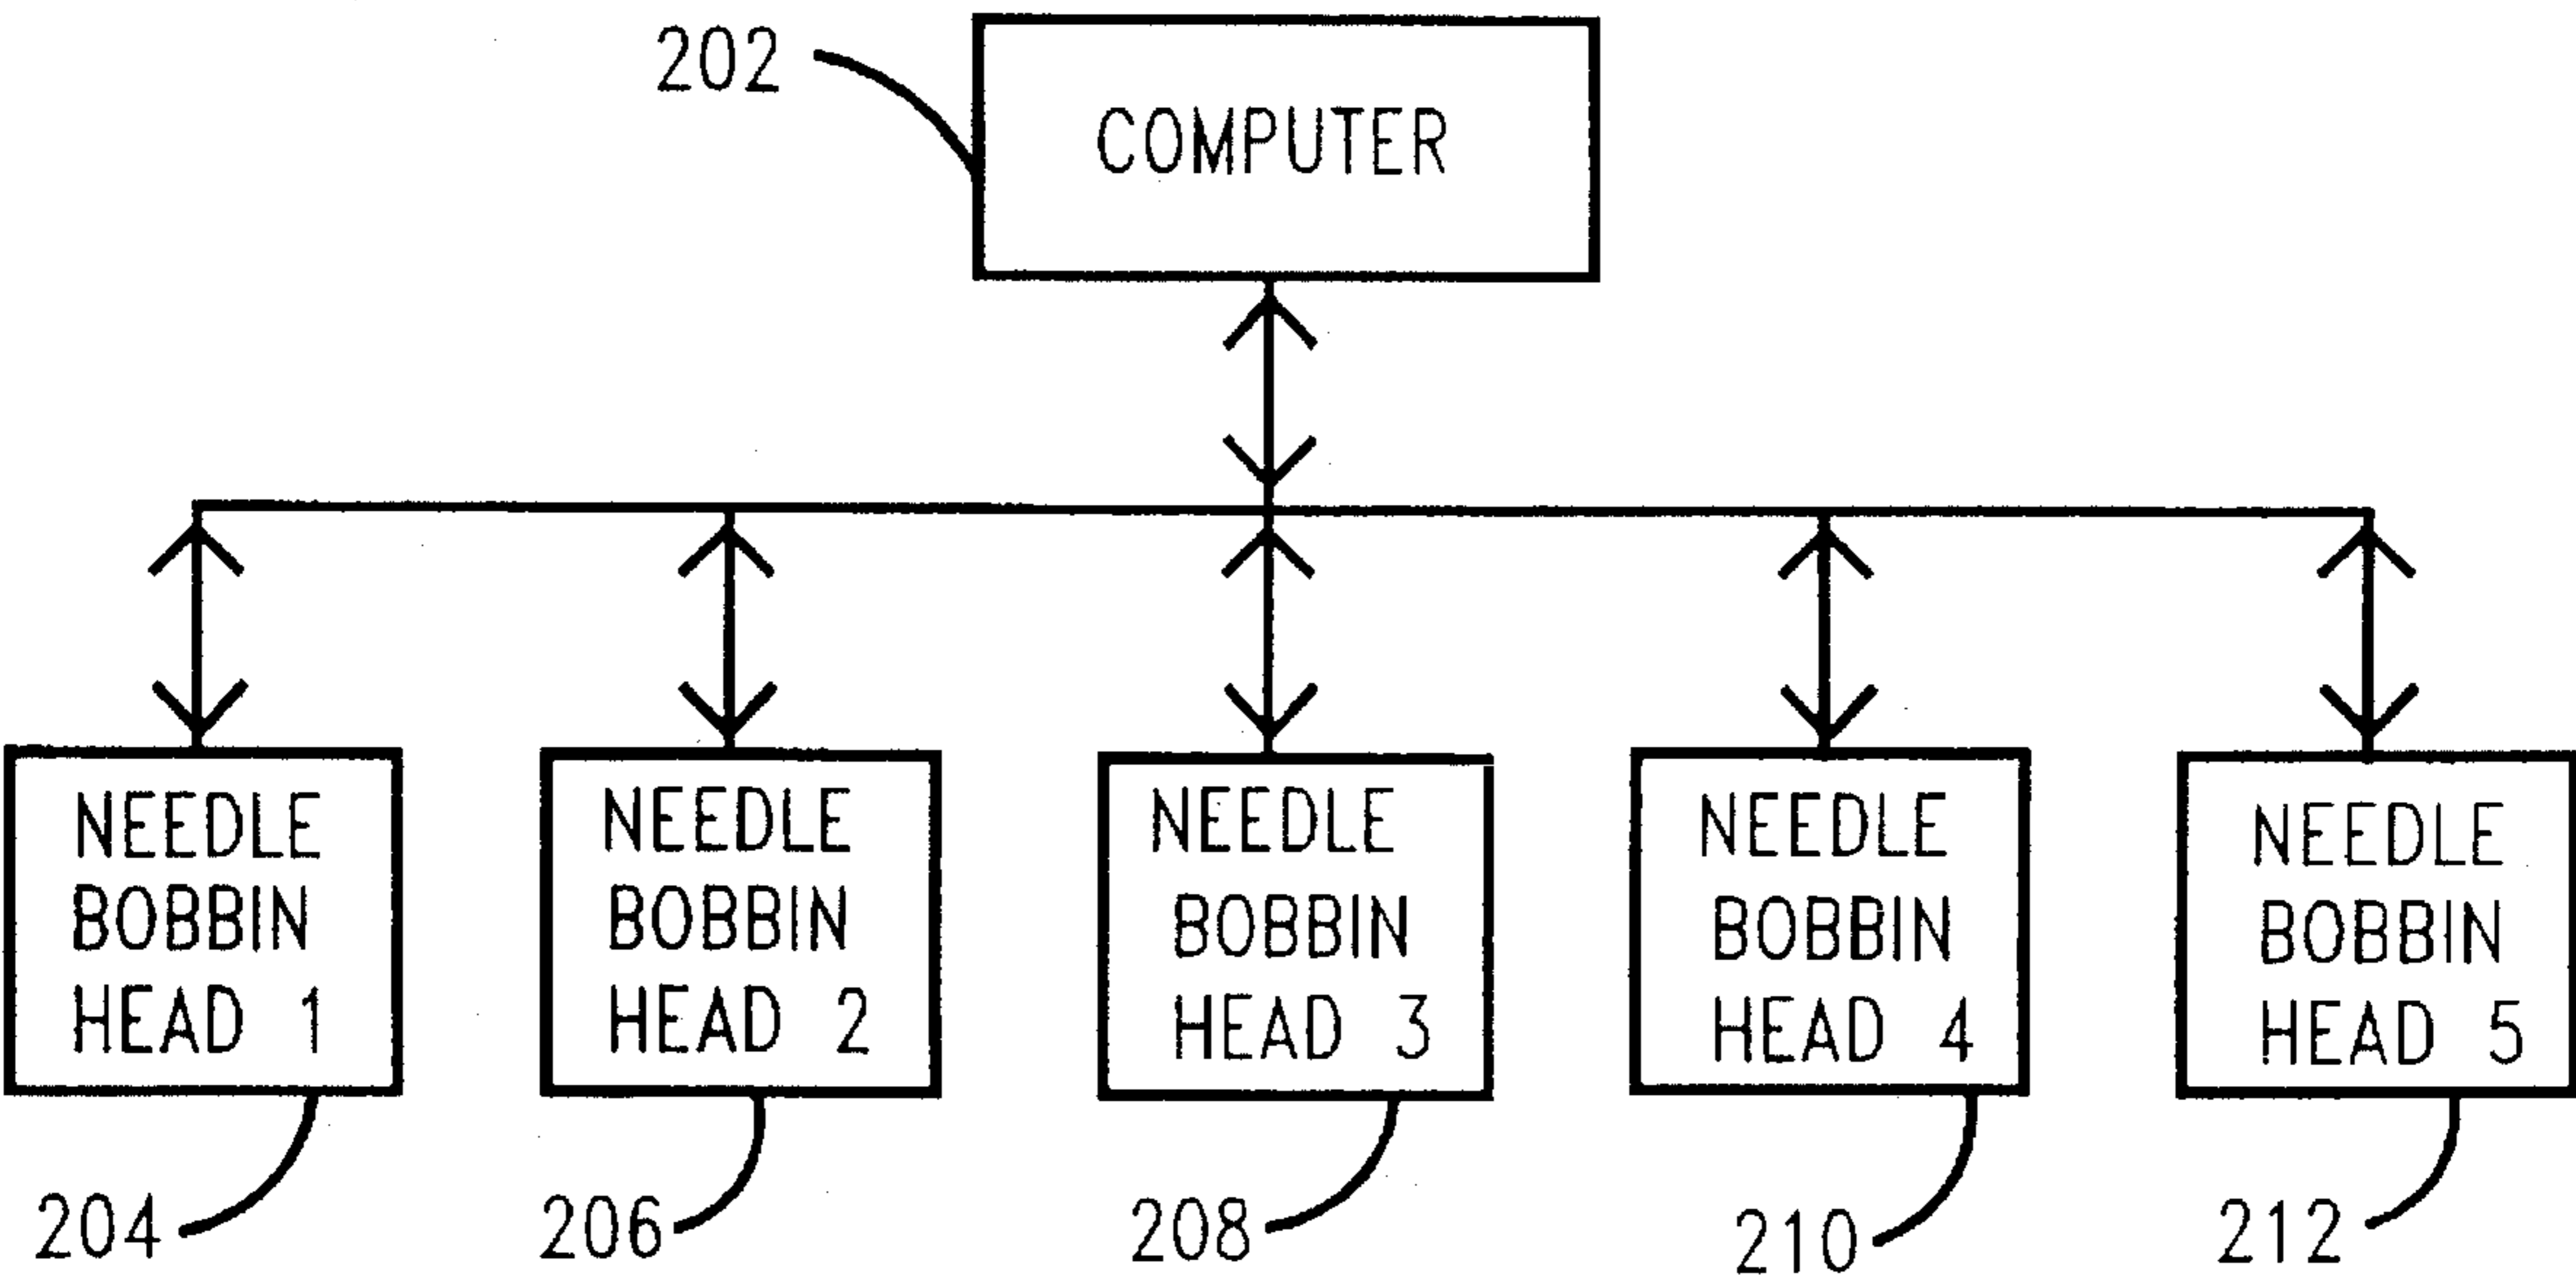 202
COMPUTER
NEEDLE
BOBBIN
HEAD 1
NEEDLE
BOBBIN
HEAD 2
NEEDLE
BOBBIN
HEAD 3
NEEDLE
BOBBIN
HEAD 4
NEEDLE
BOBBIN
HEAD 5
204
206
208
210
212